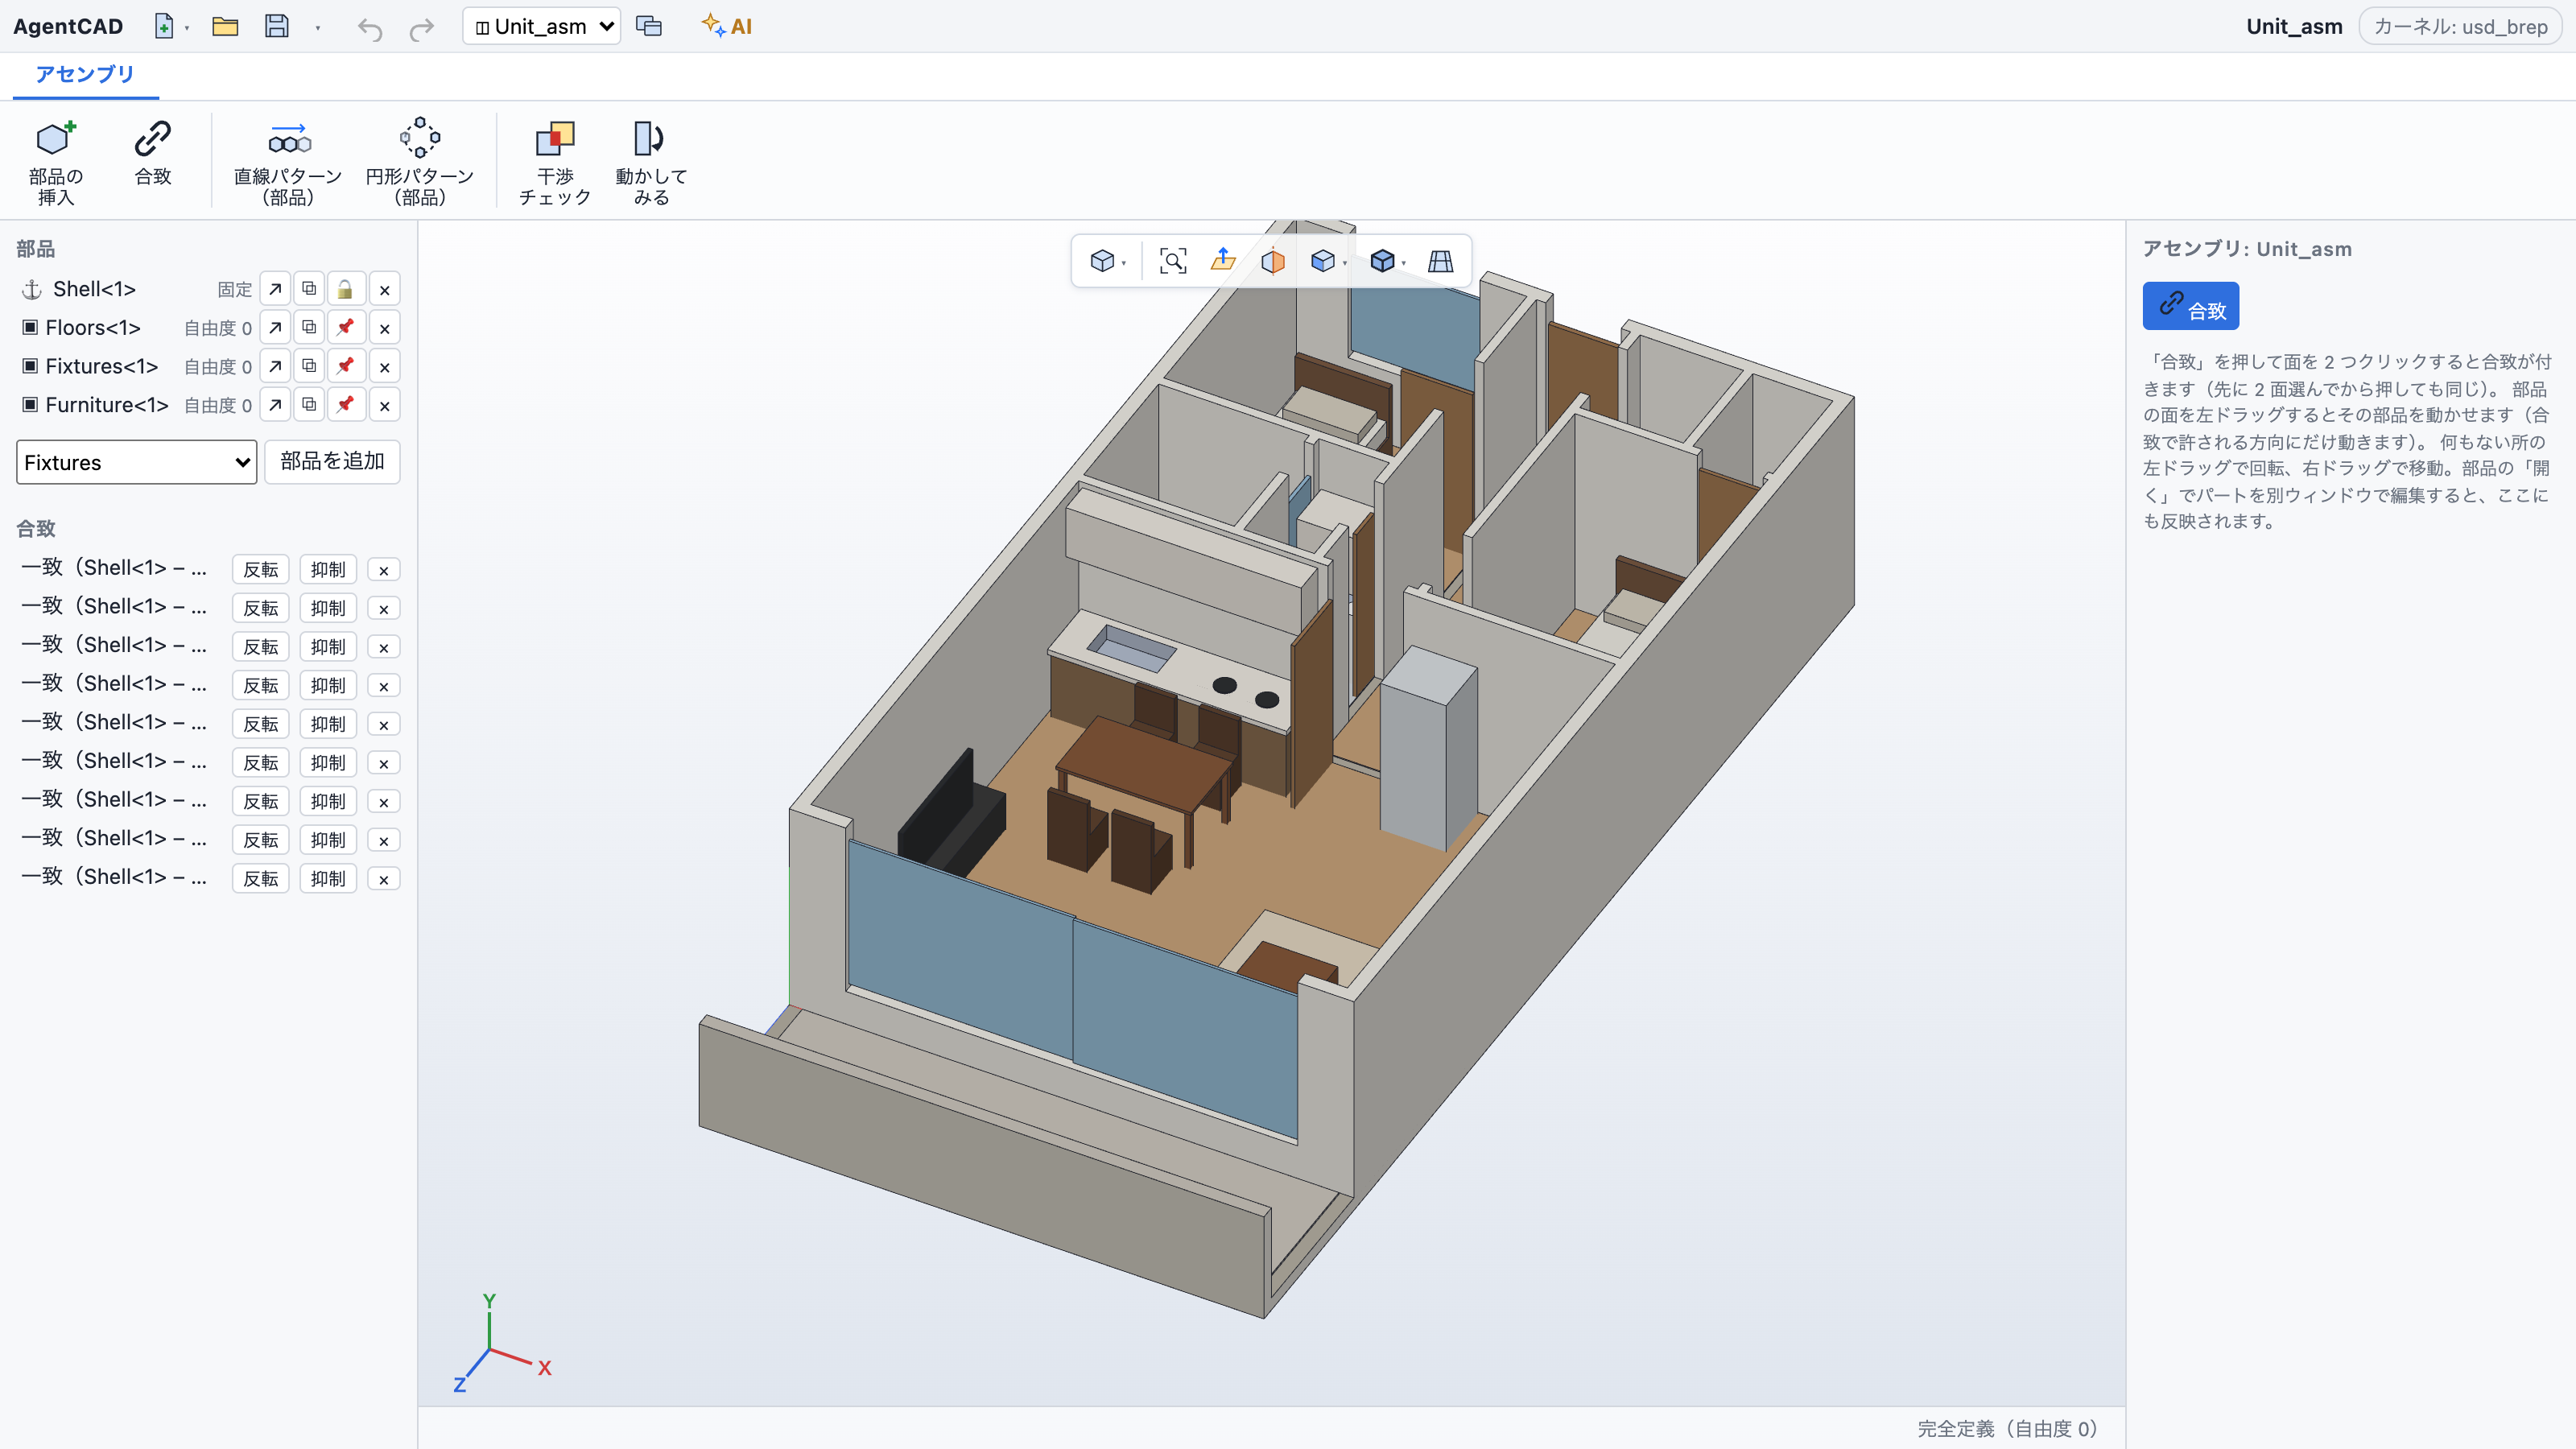 AgentCAD
Unit_asm
AI
Unit_asm
カーネル: usd_brep
アセンブリ
部品の
挿入
合致
直線パターン
（部品）
円形パターン
（部品）
干渉
チェック
動かして
みる
部品
Shell<1>
固定
Floors<1>
自由度 0
Fixtures<1>
自由度 0
Furniture<1>
自由度 0
Fixtures
部品を追加
合致
一致（Shell<1> – ...
反転
抑制
×
一致（Shell<1> – ...
反転
抑制
×
一致（Shell<1> – ...
反転
抑制
×
一致（Shell<1> – ...
反転
抑制
×
一致（Shell<1> – ...
反転
抑制
×
一致（Shell<1> – ...
反転
抑制
×
一致（Shell<1> – ...
反転
抑制
×
一致（Shell<1> – ...
反転
抑制
×
一致（Shell<1> – ...
反転
抑制
×
Y
X
Z
アセンブリ: Unit_asm
合致
「合致」を押して面を 2 つクリックすると合致が付
きます（先に 2 面選んでから押しても同じ）。 部品
の面を左ドラッグするとその部品を動かせます（合
致で許される方向にだけ動きます）。 何もない所の
左ドラッグで回転、右ドラッグで移動。部品の「開
く」でパートを別ウィンドウで編集すると、ここに
も反映されます。
完全定義（自由度 0）